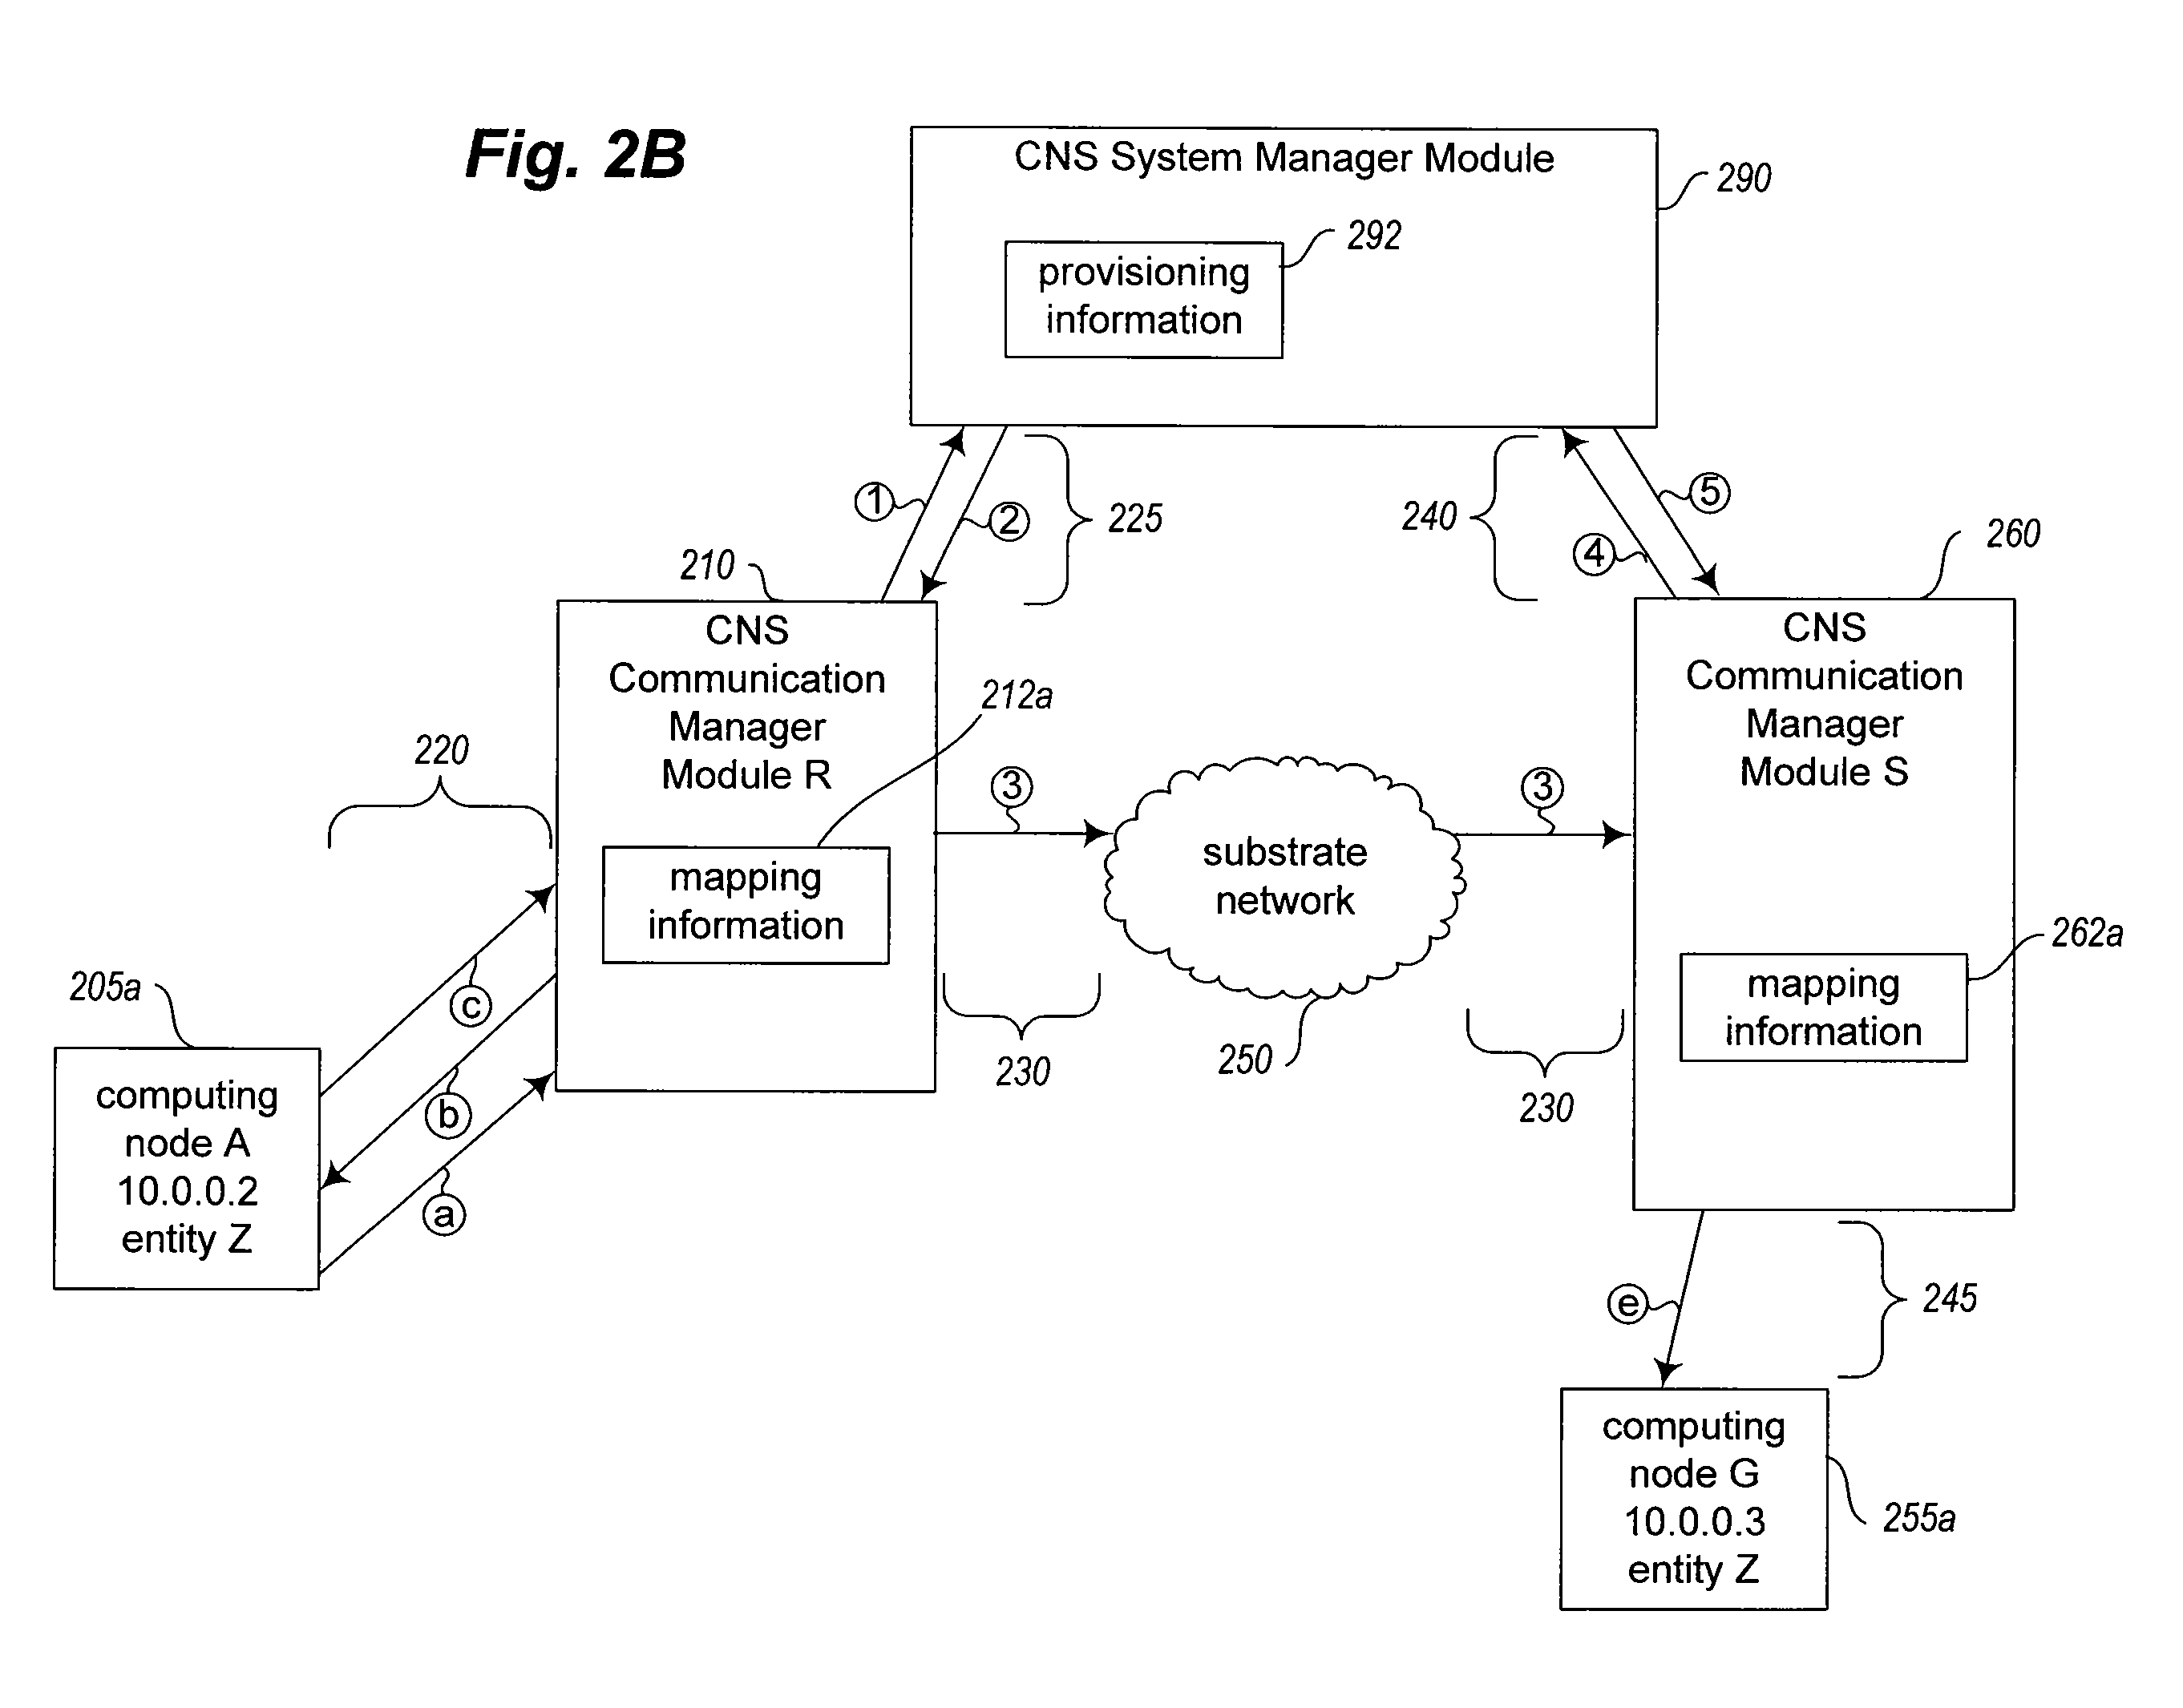 Fig. 2B
CNS System Manager Module
290
292
provisioning
information
1
2
225
240
5
4
210
260
CNS
Communication
Manager
Module R
212a
CNS
Communication
Manager
Module S
220
3
3
substrate
network
mapping
information
262a
mapping
information
205a
c
b
a
230
250
230
computing
node A
10.0.0.2
entity Z
e
245
computing
node G
10.0.0.3
entity Z
255a